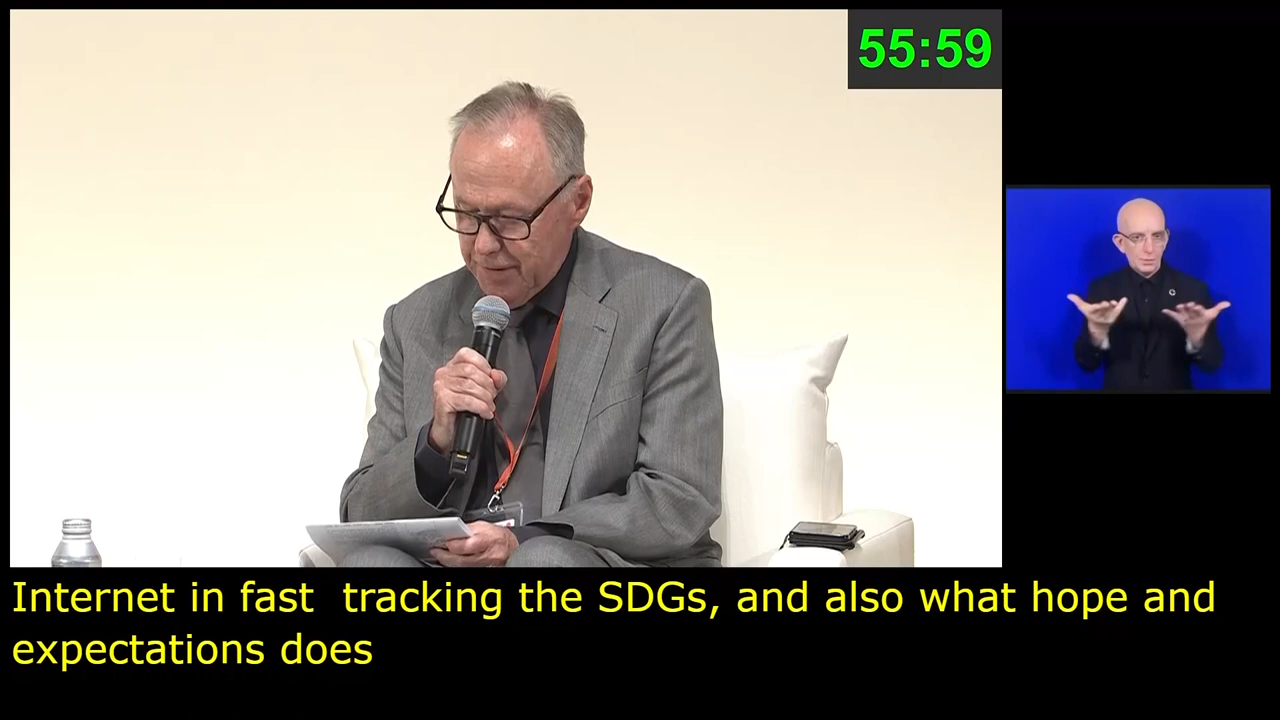 55:59
Internet in fast  tracking the SDGs, and also what hope and
expectations does